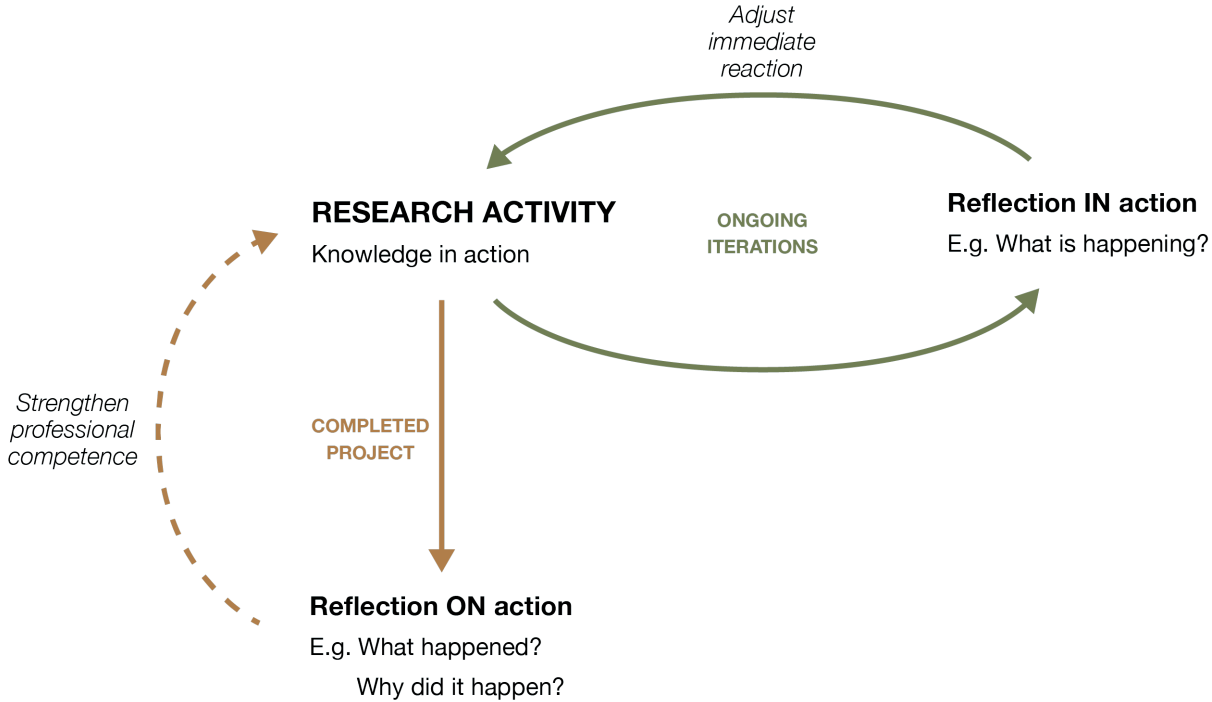 Adjust
immediate
reaction
RESEARCH ACTIVITY
Knowledge in action
ONGOING
ITERATIONS
Reflection IN action
E.g. What is happening?
Strengthen
professional
competence
COMPLETED
PROJECT
Reflection ON action
E.g. What happened?
Why did it happen?